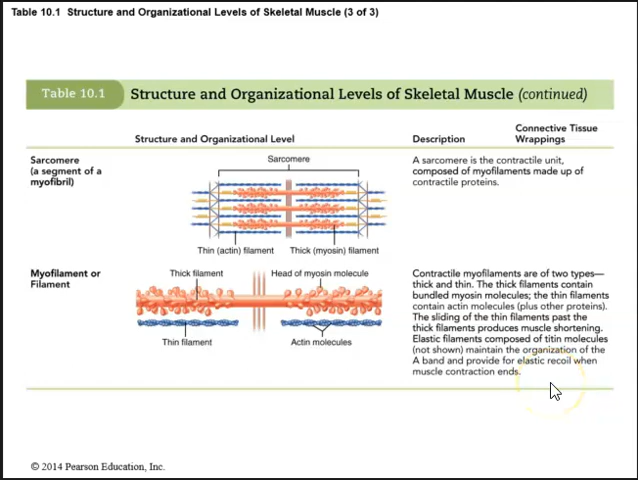 Table 10.1 Structure and Organizational Levels of Skeletal Muscle (3 of 3)
Table 10.1
Structure and Organizational Levels of Skeletal Muscle (continued)
Structure and Organizational Level
Description
Connective Tissue
Wrappings
Sarcomere
(a segment of a
myofibril)
Sarcomere
Thin (actin) filament
Thick (myosin) filament
A sarcomere is the contractile unit,
composed of myofilaments made up of
contractile proteins.
Myofilament or
Filament
Thick filament
Head of myosin molecule
Thin filament
Actin molecules
Contractile myofilaments are of two types—
thick and thin. The thick filaments contain
bundled myosin molecules; the thin filaments
contain actin molecules (plus other proteins).
The sliding of the thin filaments past the
thick filaments produces muscle shortening.
Elastic filaments composed of titin molecules
(not shown) maintain the organization of the
A band and provide for elastic recoil when
muscle contraction ends.
© 2014 Pearson Education, Inc.